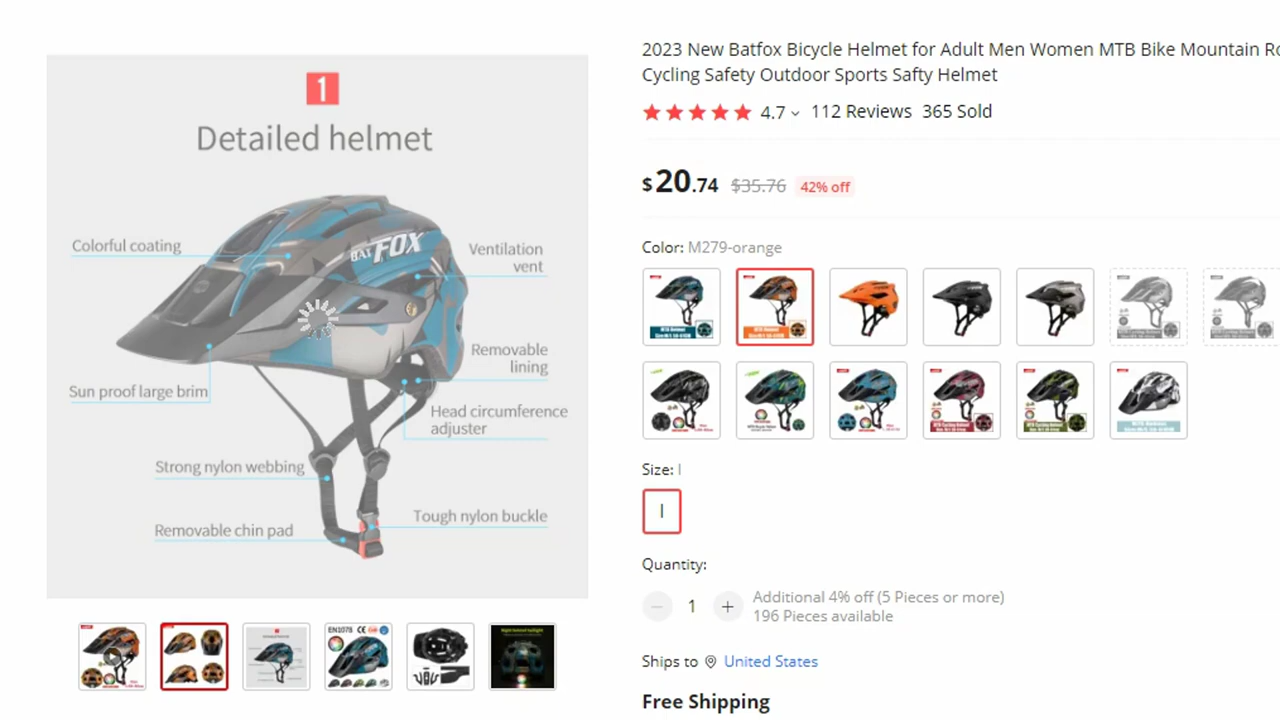 1
Detailed helmet
Colorful coating
Ventilation
vent
BAT FOX
Removable
lining
Sun proof large brim
Head circumference
adjuster
Strong nylon webbing
Tough nylon buckle
Removable chin pad
EN1078
2023 New Batfox Bicycle Helmet for Adult Men Women MTB Bike Mountain
Cycling Safety Outdoor Sports Safty Helmet
4.7
112 Reviews
365 Sold
$20.74
$35.76
42% off
Color: M279-orange
Size: l
l
Quantity:
1
Additional 4% off (5 Pieces or more)
196 Pieces available
Ships to United States
Free Shipping